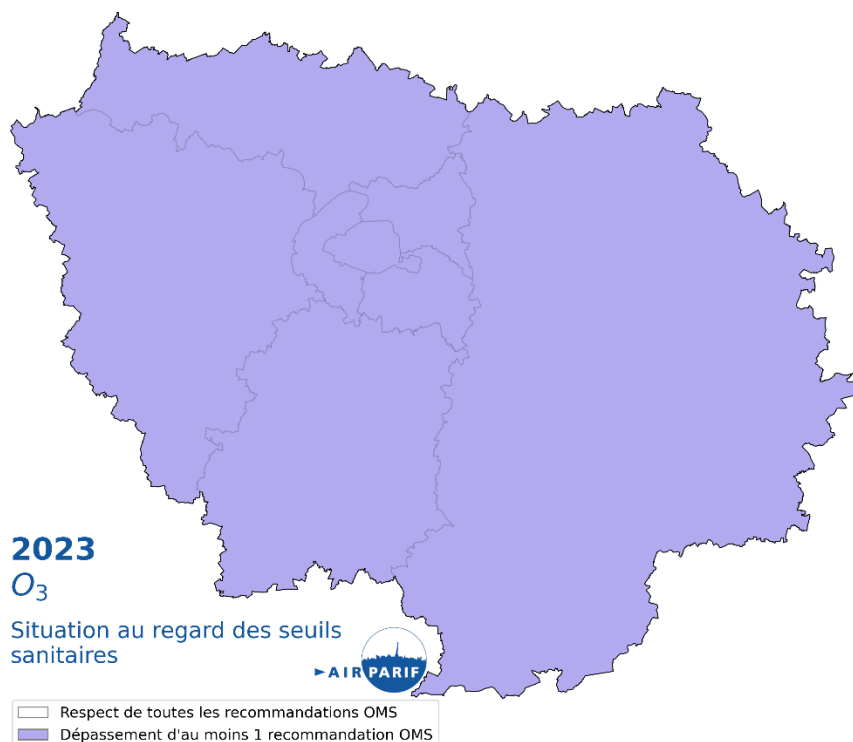 2023
O₃
Situation au regard des seuils
sanitaires
AIRPARIF
Respect de toutes les recommandations OMS
Dépassement d'au moins 1 recommandation OMS